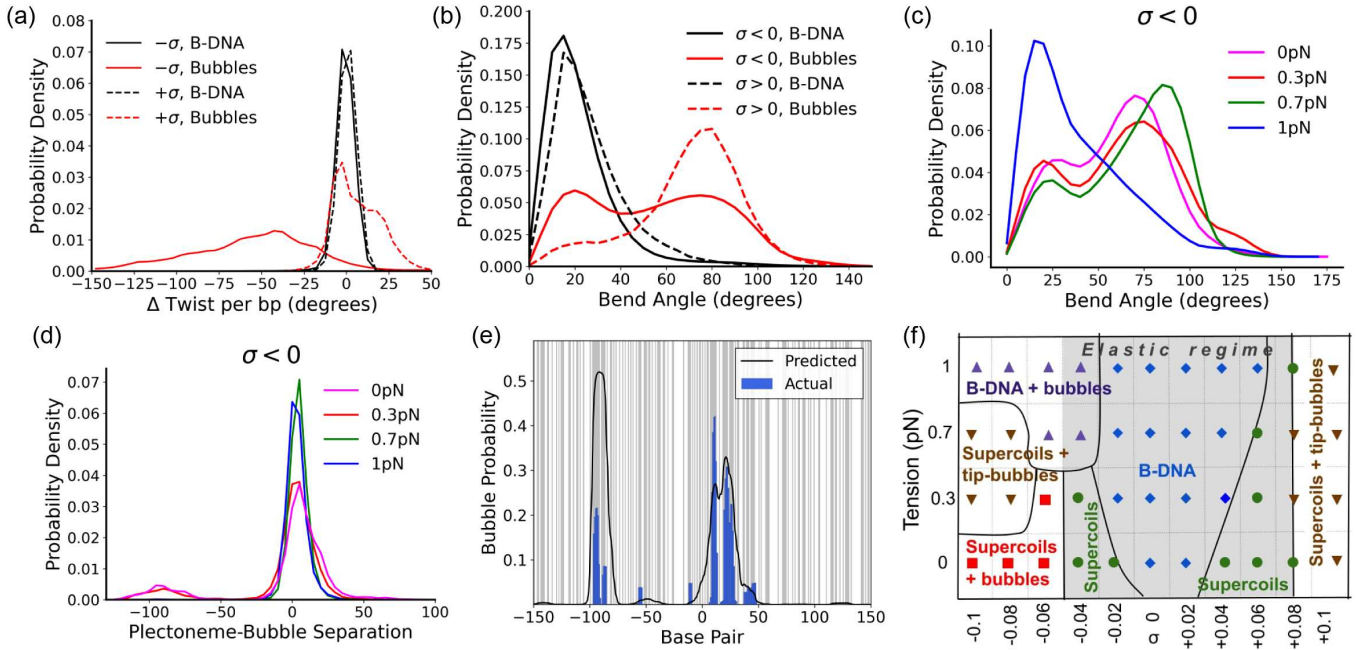 (a)
0.08
0.07
0.06
0.05
0.04
0.03
0.02
0.01
0.00
Probability Density
−σ, B-DNA
−σ, Bubbles
+σ, B-DNA
+σ, Bubbles
−150 −125 −100 −75 −50 −25 0 25 50
Δ Twist per bp (degrees)
(b)
0.200
0.175
0.150
0.125
0.100
0.075
0.050
0.025
0.000
Probability Density
σ < 0, B-DNA
σ < 0, Bubbles
σ > 0, B-DNA
σ > 0, Bubbles
0 20 40 60 80 100 120 140
Bend Angle (degrees)
(c)
σ < 0
0.10
0.08
0.06
0.04
0.02
0.00
Probability Density
0pN
0.3pN
0.7pN
1pN
0 25 50 75 100 125 150 175
Bend Angle (degrees)
(d)
σ < 0
0.07
0.06
0.05
0.04
0.03
0.02
0.01
0.00
Probability Density
0pN
0.3pN
0.7pN
1pN
−100 −50 0 50 100
Plectoneme-Bubble Separation
(e)
0.5
0.4
0.3
0.2
0.1
Bubble Probability
Predicted
Actual
−150 −100 −50 0 50 100 150
Base Pair
(f)
Tension (pN)
1
0.7
0.3
0
Elastic regime
B-DNA + bubbles
Supercoils +
tip-bubbles
B-DNA
Supercoils
+ bubbles
Supercoils
Supercoils
Supercoils + tip-bubbles
-0.1 -0.08 -0.06 -0.04 -0.02 0 +0.02 +0.04 +0.06 +0.08 +0.1
σ